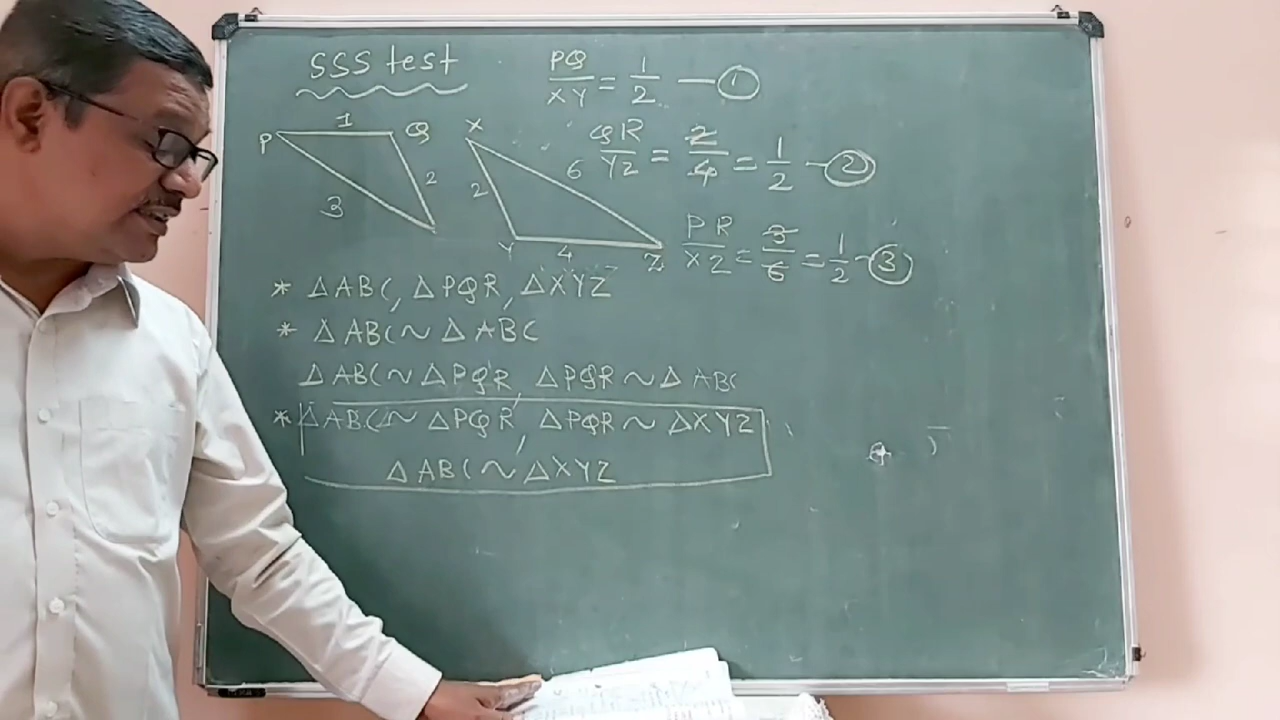 SSS test
PQ/XY = 1/2 — ①
QR/YZ = 2/4 = 1/2 — ②
PR/XZ = 3/6 = 1/2 — ③
P 1 Q
3 2
X
2 6
Y 4 Z
* △ABC, △PQR, △XYZ
* △ABC ~ △ABC
△ABC ~ △PQR, △PQR ~ △ABC
* △ABC ~ △PQR, △PQR ~ △XYZ,
△ABC ~ △XYZ